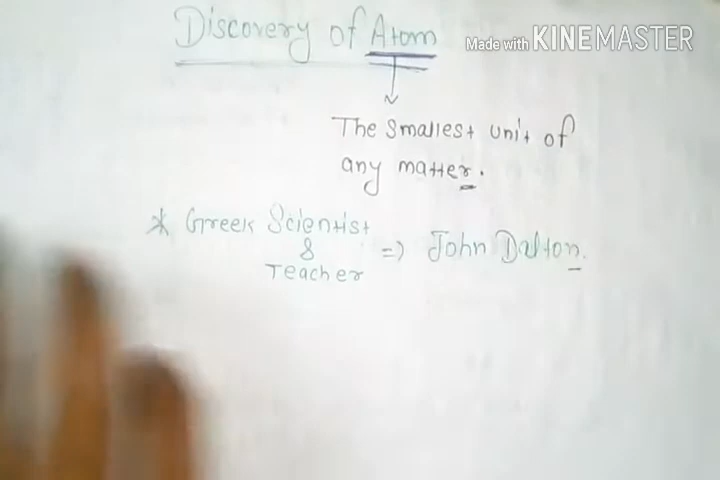 Discovery of Atom
Made with KINEMASTER
The smallest unit of
any matter.
* Greek Scientist
&
Teacher
=> John Dalton.